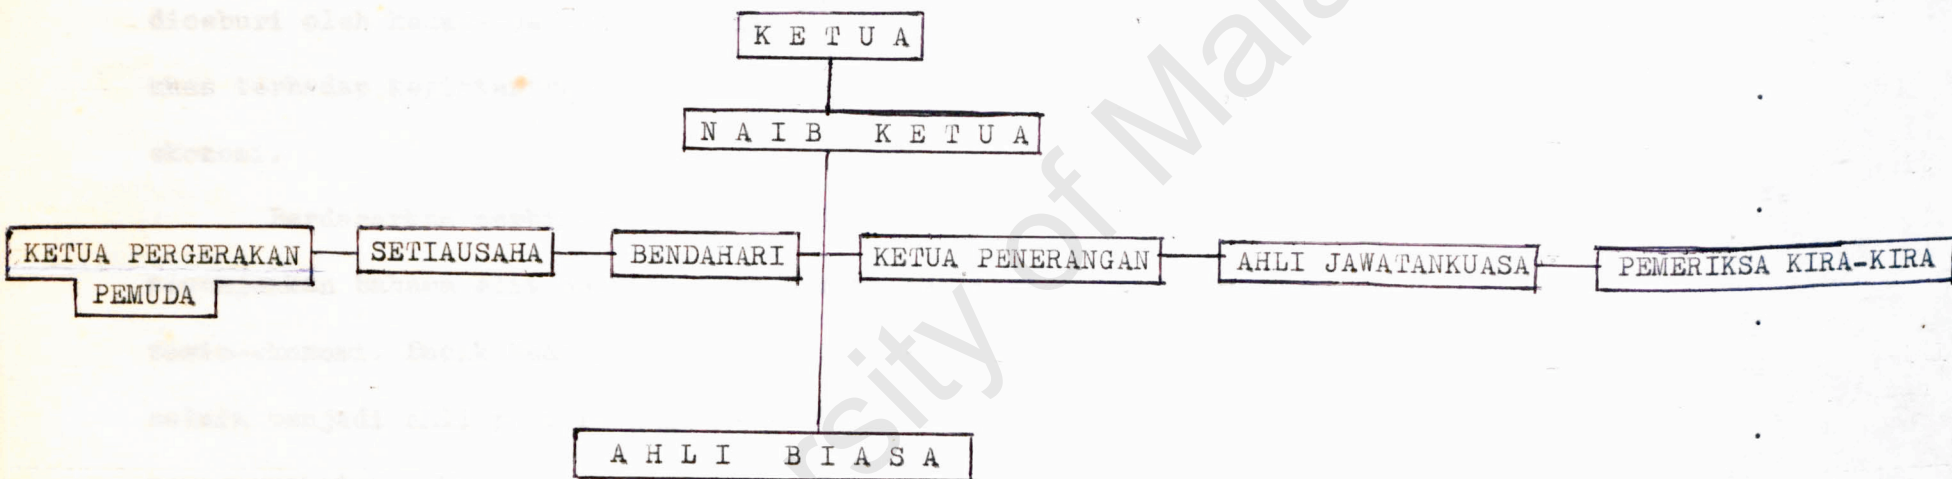 K E T U A
N A I B K E T U A
KETUA PERGERAKAN
PEMUDA
SETIAUSAHA
BENDAHARI
KETUA PENERANGAN
AHLI JAWATANKUASA
PEMERIKSA KIRA-KIRA
A H L I B I A S A